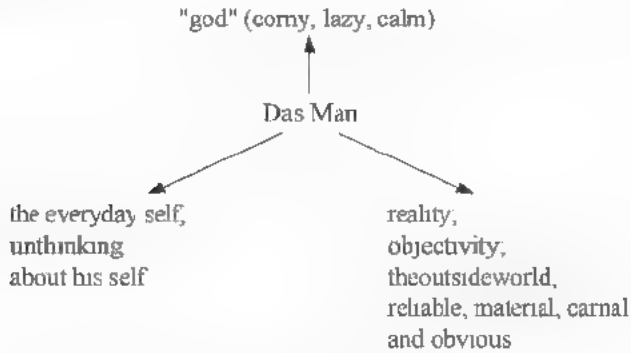 "god" (corny, lazy, calm)
Das Man
the everyday self,
unthinking
about his self
reality,
objectivity,
theoutsideworld,
reliable, material, carnal
and obvious